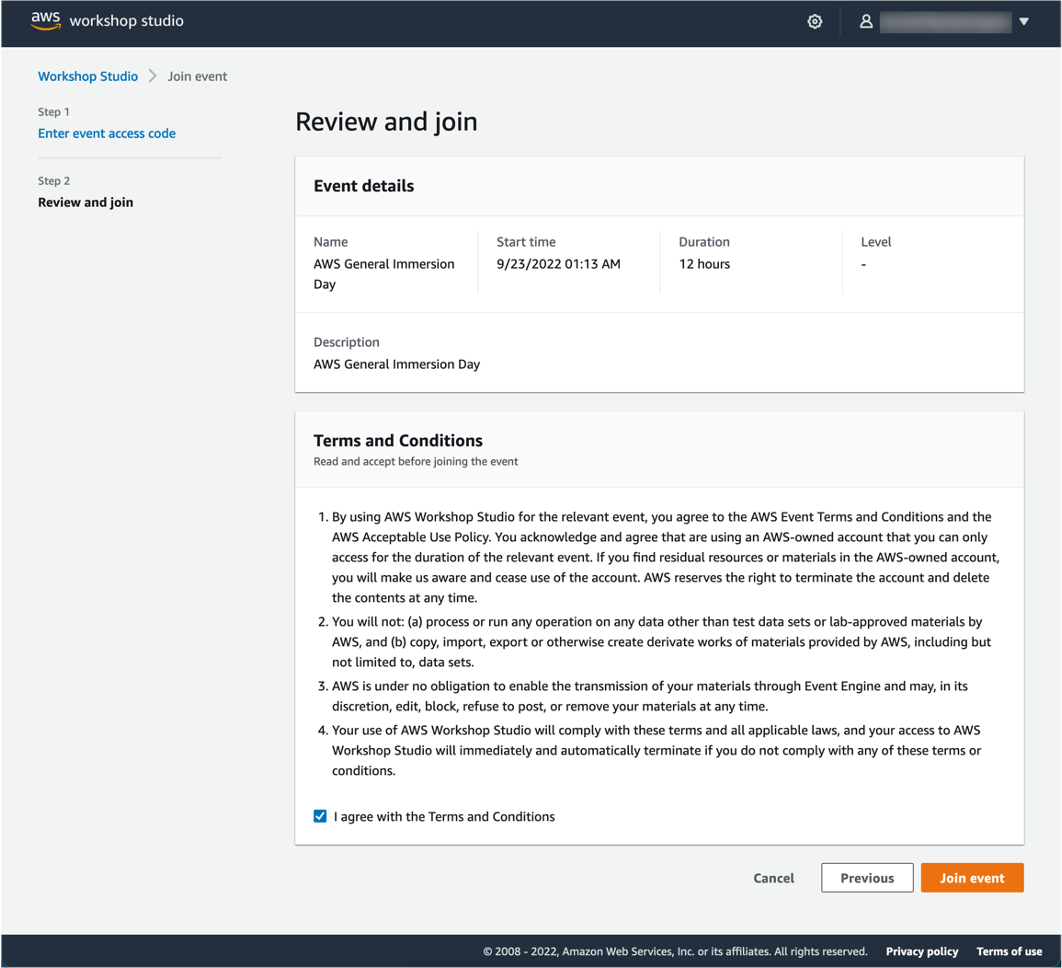 aws workshop studio
Workshop Studio > Join event
Step 1
Enter event access code
Step 2
Review and join
Review and join
Event details
Name
AWS General Immersion
Day
Start time
9/23/2022 01:13 AM
Duration
12 hours
Level
-
Description
AWS General Immersion Day
Terms and Conditions
Read and accept before joining the event
1. By using AWS Workshop Studio for the relevant event, you agree to the AWS Event Terms and Conditions and the
AWS Acceptable Use Policy. You acknowledge and agree that are using an AWS-owned account that you can only
access for the duration of the relevant event. If you find residual resources or materials in the AWS-owned account,
you will make us aware and cease use of the account. AWS reserves the right to terminate the account and delete
the contents at any time.
2. You will not: (a) process or run any operation on any data other than test data sets or lab-approved materials by
AWS, and (b) copy, import, export or otherwise create derivate works of materials provided by AWS, including but
not limited to, data sets.
3. AWS is under no obligation to enable the transmission of your materials through Event Engine and may, in its
discretion, edit, block, refuse to post, or remove your materials at any time.
4. Your use of AWS Workshop Studio will comply with these terms and all applicable laws, and your access to AWS
Workshop Studio will immediately and automatically terminate if you do not comply with any of these terms or
conditions.
I agree with the Terms and Conditions
Cancel
Previous
Join event
© 2008 - 2022, Amazon Web Services, Inc. or its affiliates. All rights reserved.
Privacy policy
Terms of use